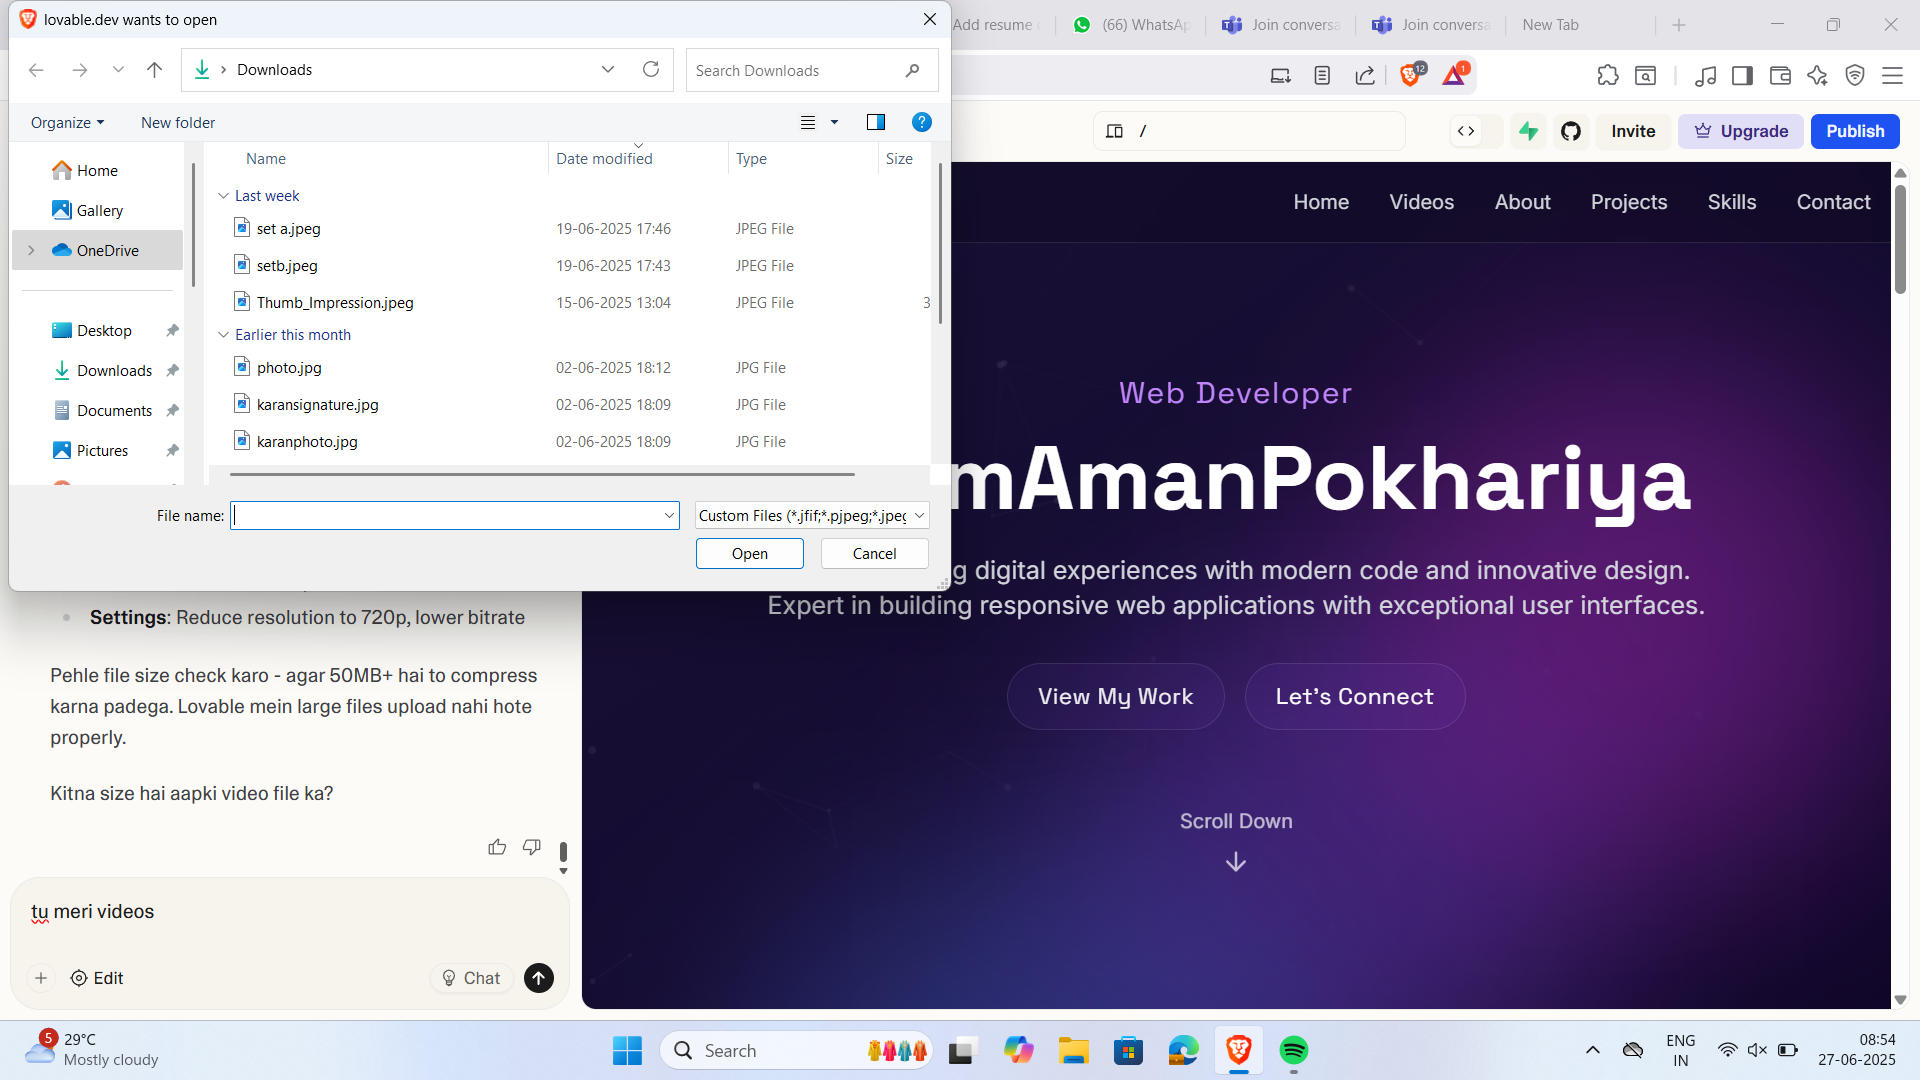 lovable.dev wants to open
Add resume
(66) WhatsAp
Join conversa
Join conversa
New Tab
Downloads
Search Downloads
12
1
Organize
New folder
?
/
Invite
Upgrade
Publish
Name
Date modified
Type
Size
Home
Gallery
OneDrive
Desktop
Downloads
Documents
Pictures
Last week
set a.jpeg
19-06-2025 17:46
JPEG File
setb.jpeg
19-06-2025 17:43
JPEG File
Thumb_Impression.jpeg
15-06-2025 13:04
JPEG File
3
Earlier this month
photo.jpg
02-06-2025 18:12
JPG File
karansignature.jpg
02-06-2025 18:09
JPG File
karanphoto.jpg
02-06-2025 18:09
JPG File
File name:
Custom Files (*.jfif;*.pjpeg;*.jpeg
Open
Cancel
Home
Videos
About
Projects
Skills
Contact
Web Developer
mAmanPokhariya
g digital experiences with modern code and innovative design.
Expert in building responsive web applications with exceptional user interfaces.
View My Work
Let's Connect
Scroll Down
Settings: Reduce resolution to 720p, lower bitrate
Pehle file size check karo - agar 50MB+ hai to compress
karna padega. Lovable mein large files upload nahi hote
properly.
Kitna size hai aapki video file ka?
tu meri videos
Edit
Chat
5
29°C
Mostly cloudy
Search
ENG
IN
08:54
27-06-2025